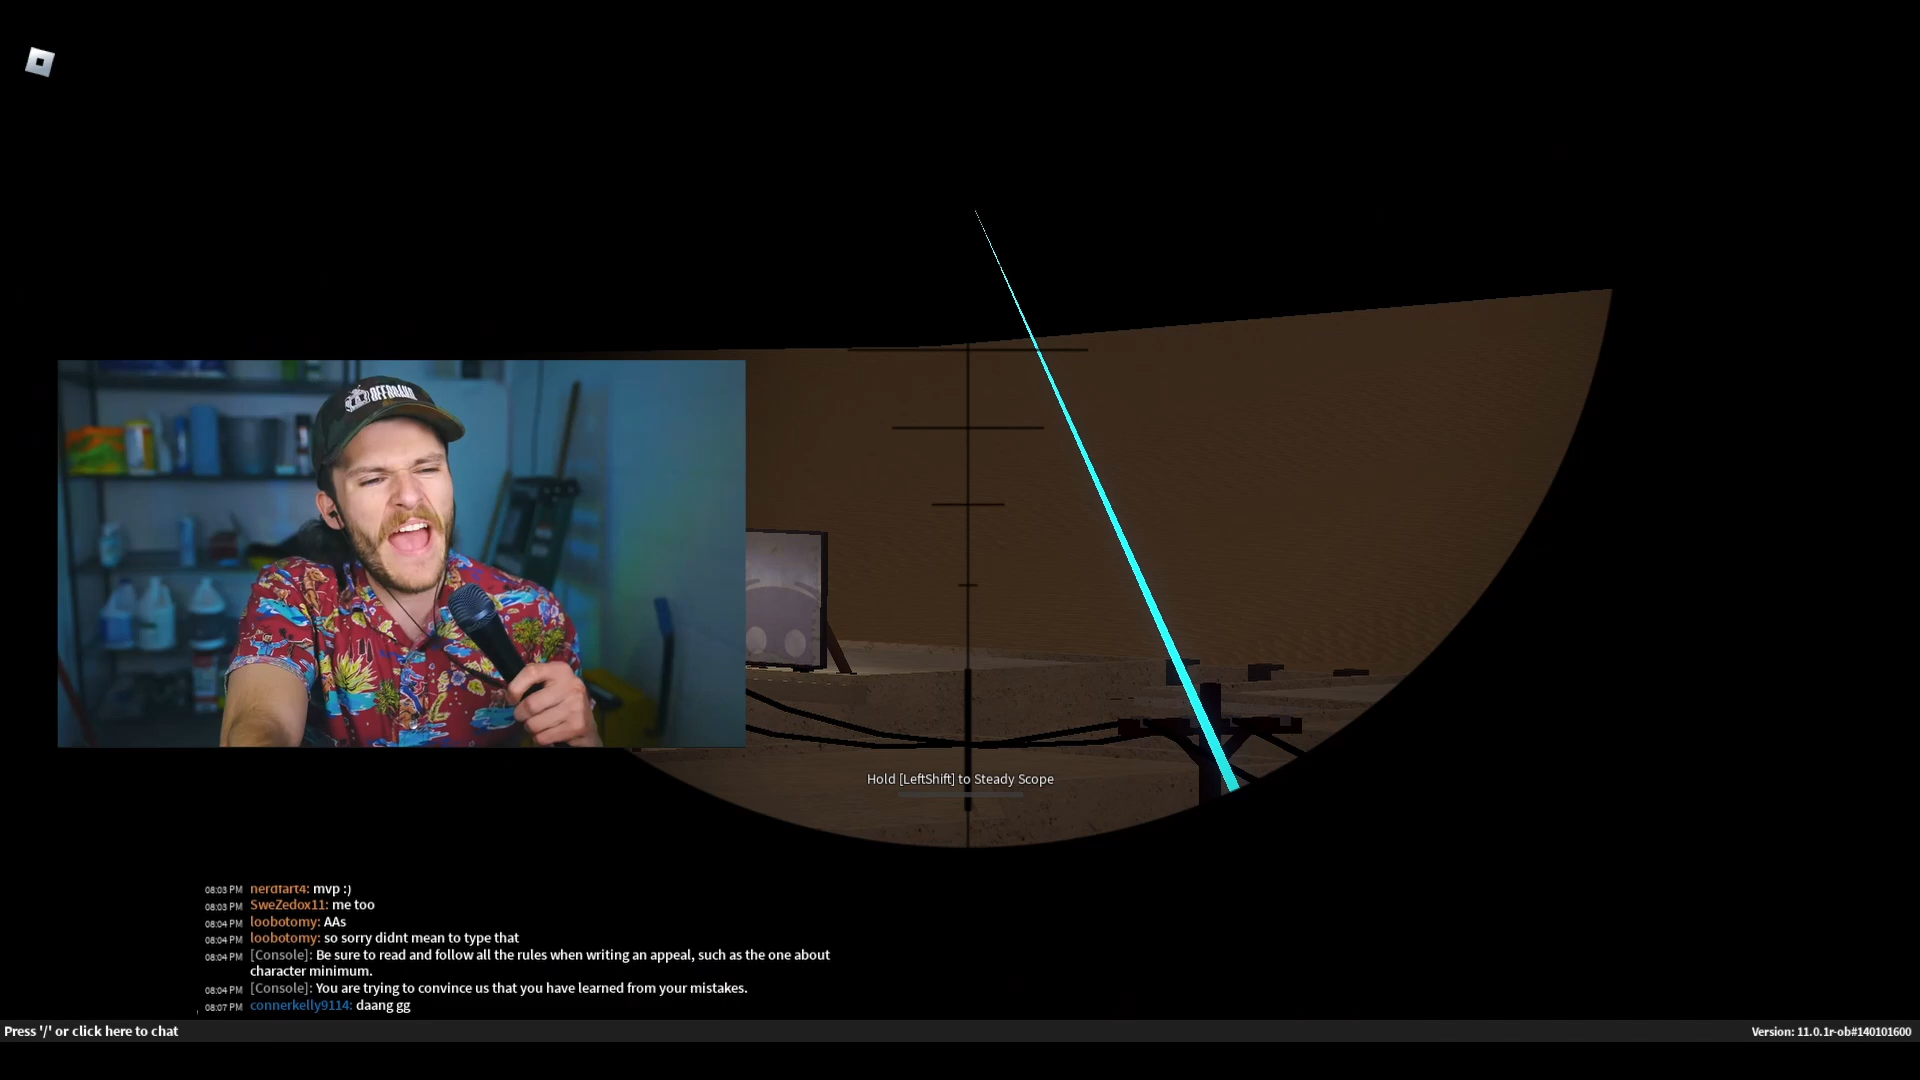 OFFBRAND
Hold [LeftShift] to Steady Scope
08:03 PM nerdfart4: mvp :)
08:03 PM SweZedox11: me too
08:04 PM loobotomy: AAs
08:04 PM loobotomy: so sorry didnt mean to type that
08:04 PM [Console]: Be sure to read and follow all the rules when writing an appeal, such as the one about
character minimum.
08:04 PM [Console]: You are trying to convince us that you have learned from your mistakes.
08:07 PM connerkelly9114: daang gg
Press '/' or click here to chat
Version: 11.0.1r-ob#140101600